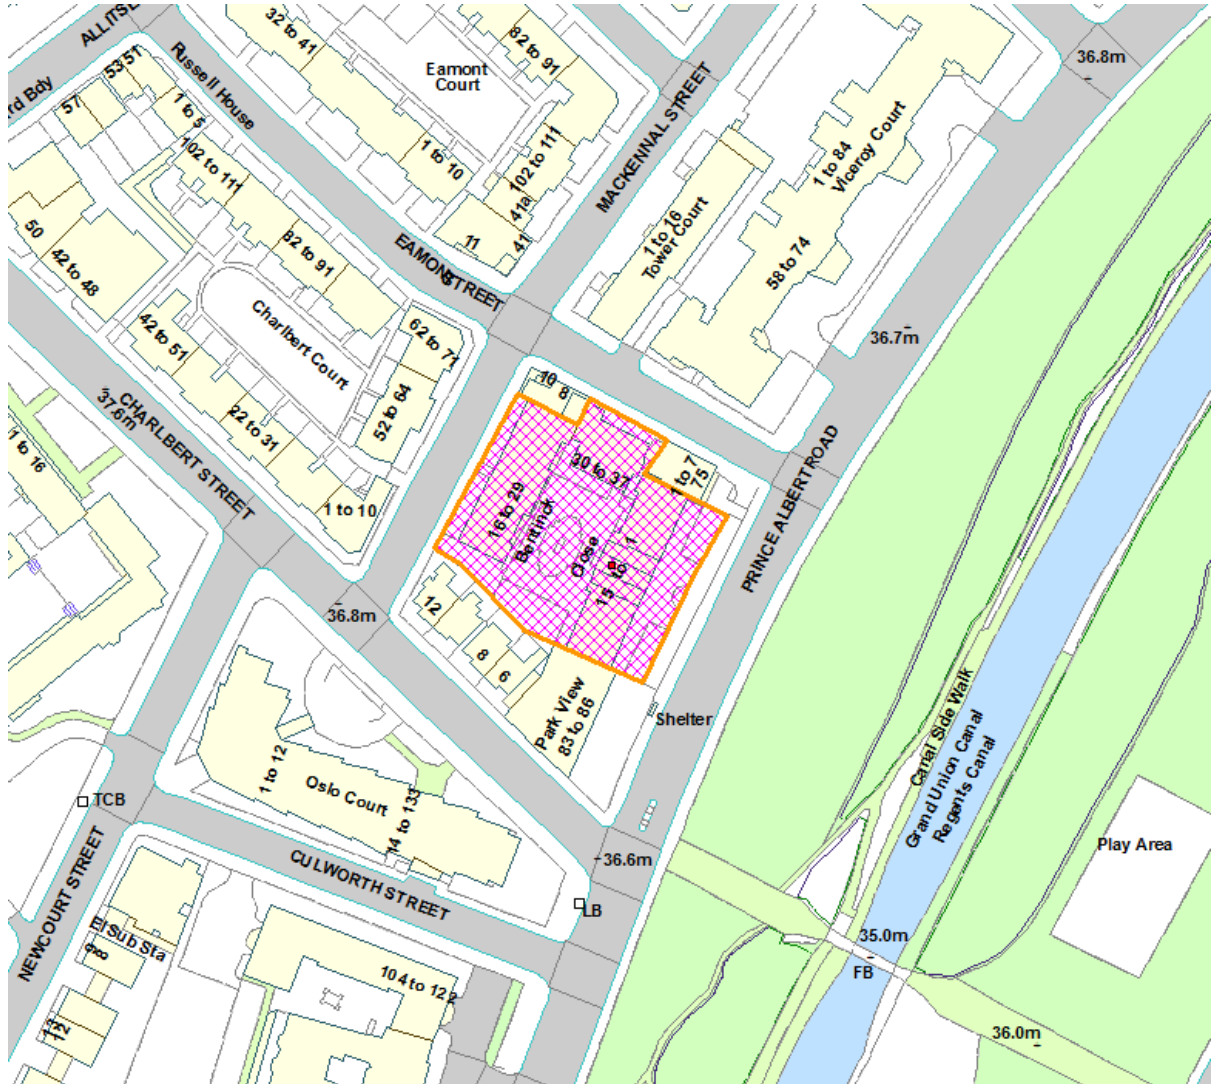 ALLITSE
32 to 41
82 to 91
36.8m
Russell House
53
51
Eamont
Court
rd Bdy
57
1 to 5
MACKENNAL STREET
1 to 84
Viceroy Court
102 to 111
1 to 10
102 to 111
41a
1 to 16
Tower Court
50
42 to 48
82 to 91
11
41
EAMONT STREET
58 to 74
Charlbert Court
42 to 51
62 to 71
36.7m
CHARLBERT STREET
37.6m
22 to 31
52 to 64
10
8
1 to 16
30 to 37
1 to 7
75
PRINCE ALBERT ROAD
1 to 10
16 to 29
Bentinck
Close
15 to 1
12
36.8m
8
6
Park View
83 to 86
Shelter
Canal Side Walk
Grand Union Canal
Regents Canal
1 to 12
Oslo Court
14 to 133
TCB
Play Area
CULWORTH STREET
36.6m
NEWCOURT STREET
LB
El Sub Sta
35.0m
FB
104 to 122
12
36.0m